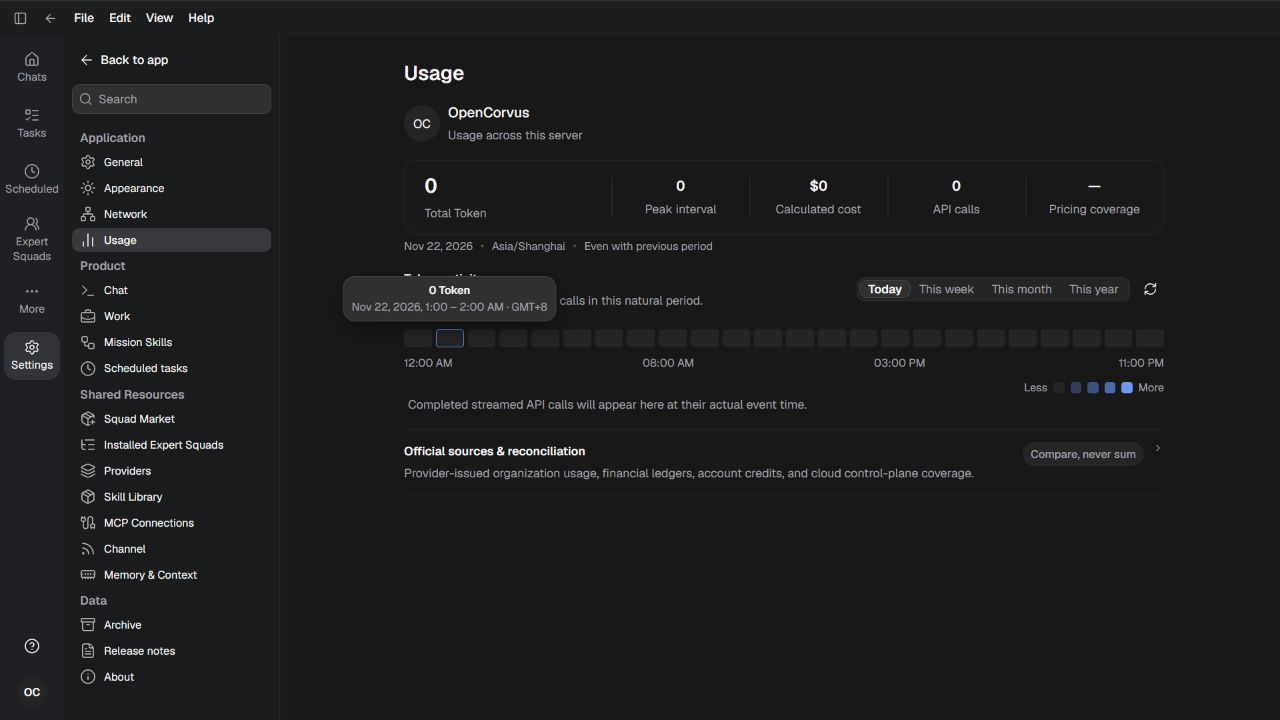 File Edit View Help
Chats
Tasks
Scheduled
Expert
Squads
More
Settings
OC
Back to app
Search
Application
General
Appearance
Network
Usage
Product
Chat
Work
Mission Skills
Scheduled tasks
Shared Resources
Squad Market
Installed Expert Squads
Providers
Skill Library
MCP Connections
Channel
Memory & Context
Data
Archive
Release notes
About
Usage
OC
OpenCorvus
Usage across this server
0
Total Token
0
Peak interval
$0
Calculated cost
0
API calls
—
Pricing coverage
Nov 22, 2026 • Asia/Shanghai • Even with previous period
0 Token
Nov 22, 2026, 1:00 – 2:00 AM · GMT+8
calls in this natural period.
Today This week This month This year
12:00 AM 08:00 AM 03:00 PM 11:00 PM
Less More
Completed streamed API calls will appear here at their actual event time.
Official sources & reconciliation
Provider-issued organization usage, financial ledgers, account credits, and cloud control-plane coverage.
Compare, never sum